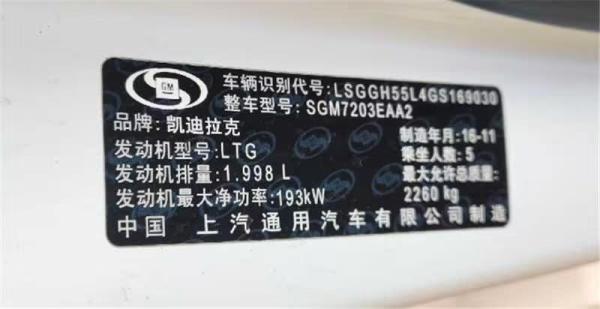 GM
车辆识别代号: LSGGH55L4GS169030
整车型号: SGM7203EAA2
品牌: 凯迪拉克
制造年月: 16-11
发动机型号: LTG
乘坐人数: 5
发动机排量: 1.998 L
最大允许总质量:
发动机最大净功率: 193kW
2260 kg
中国 上汽通用汽车有限公司制造